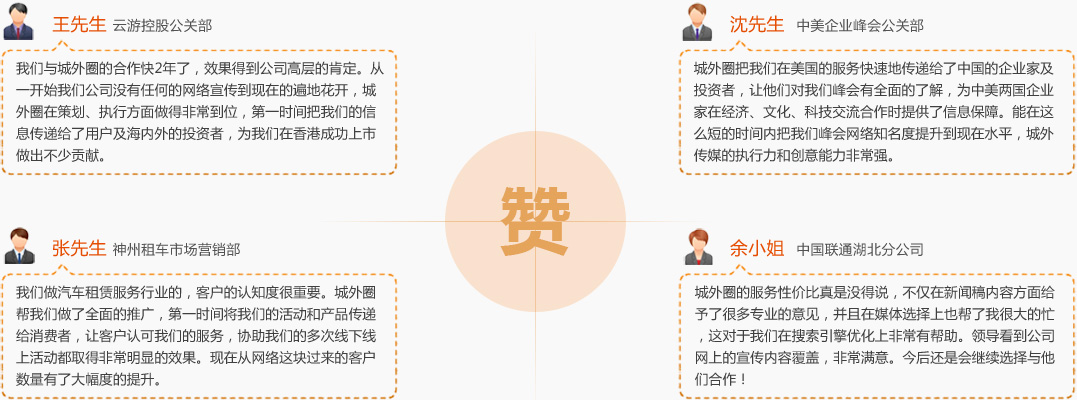 王先生 云游控股公关部
我们与城外圈的合作快2年了，效果得到公司高层的肯定。从
一开始我们公司没有任何的网络宣传到现在的遍地花开，城
外圈在策划、执行方面做得非常到位，第一时间把我们的信
息传递给了用户及海内外的投资者，为我们在香港成功上市
做出不少贡献。
沈先生 中美企业峰会公关部
城外圈把我们在美国的服务快速地传递给了中国的企业家及
投资者，让他们对我们峰会有全面的了解，为中美两国企业
家在经济、文化、科技交流合作时提供了信息保障。能在这
么短的时间内把我们峰会网络知名度提升到现在水平，城外
传媒的执行力和创意能力非常强。
赞
张先生 神州租车市场营销部
我们做汽车租赁服务行业的，客户的认知度很重要。城外圈
帮我们做了全面的推广，第一时间将我们的活动和产品传递
给消费者，让客户认可我们的服务，协助我们的多次线下线
上活动都取得非常明显的效果。现在从网络这块过来的客户
数量有了大幅度的提升。
余小姐 中国联通湖北分公司
城外圈的服务性价比真是没得说，不仅在新闻稿内容方面给
予了很多专业的意见，并且在媒体选择上也帮了我很大的忙
，这对于我们在搜索引擎优化上非常有帮助。领导看到公司
网上的宣传内容覆盖，非常满意。今后还是会继续选择与他
们合作！